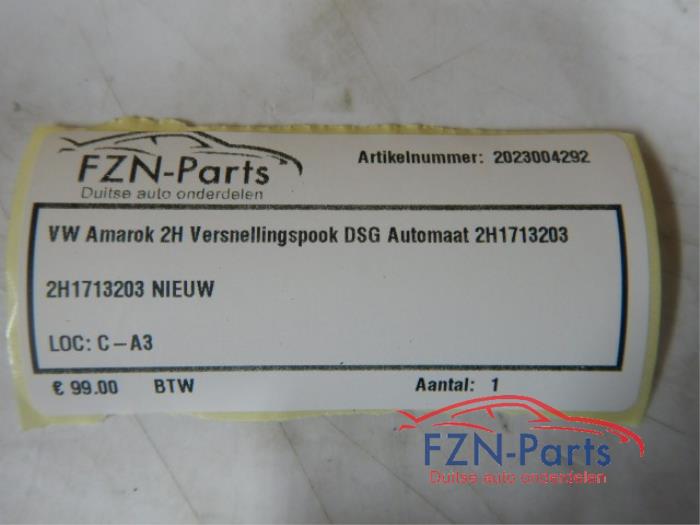 FZN-Parts
Duitse auto onderdelen
Artikelnummer: 2023004292
VW Amarok 2H Versnellingspook DSG Automaat 2H1713203
2H1713203 NIEUW
LOC: C-A3
€ 99.00 BTW Aantal: 1
FZN-Parts
Duitse auto onderdelen